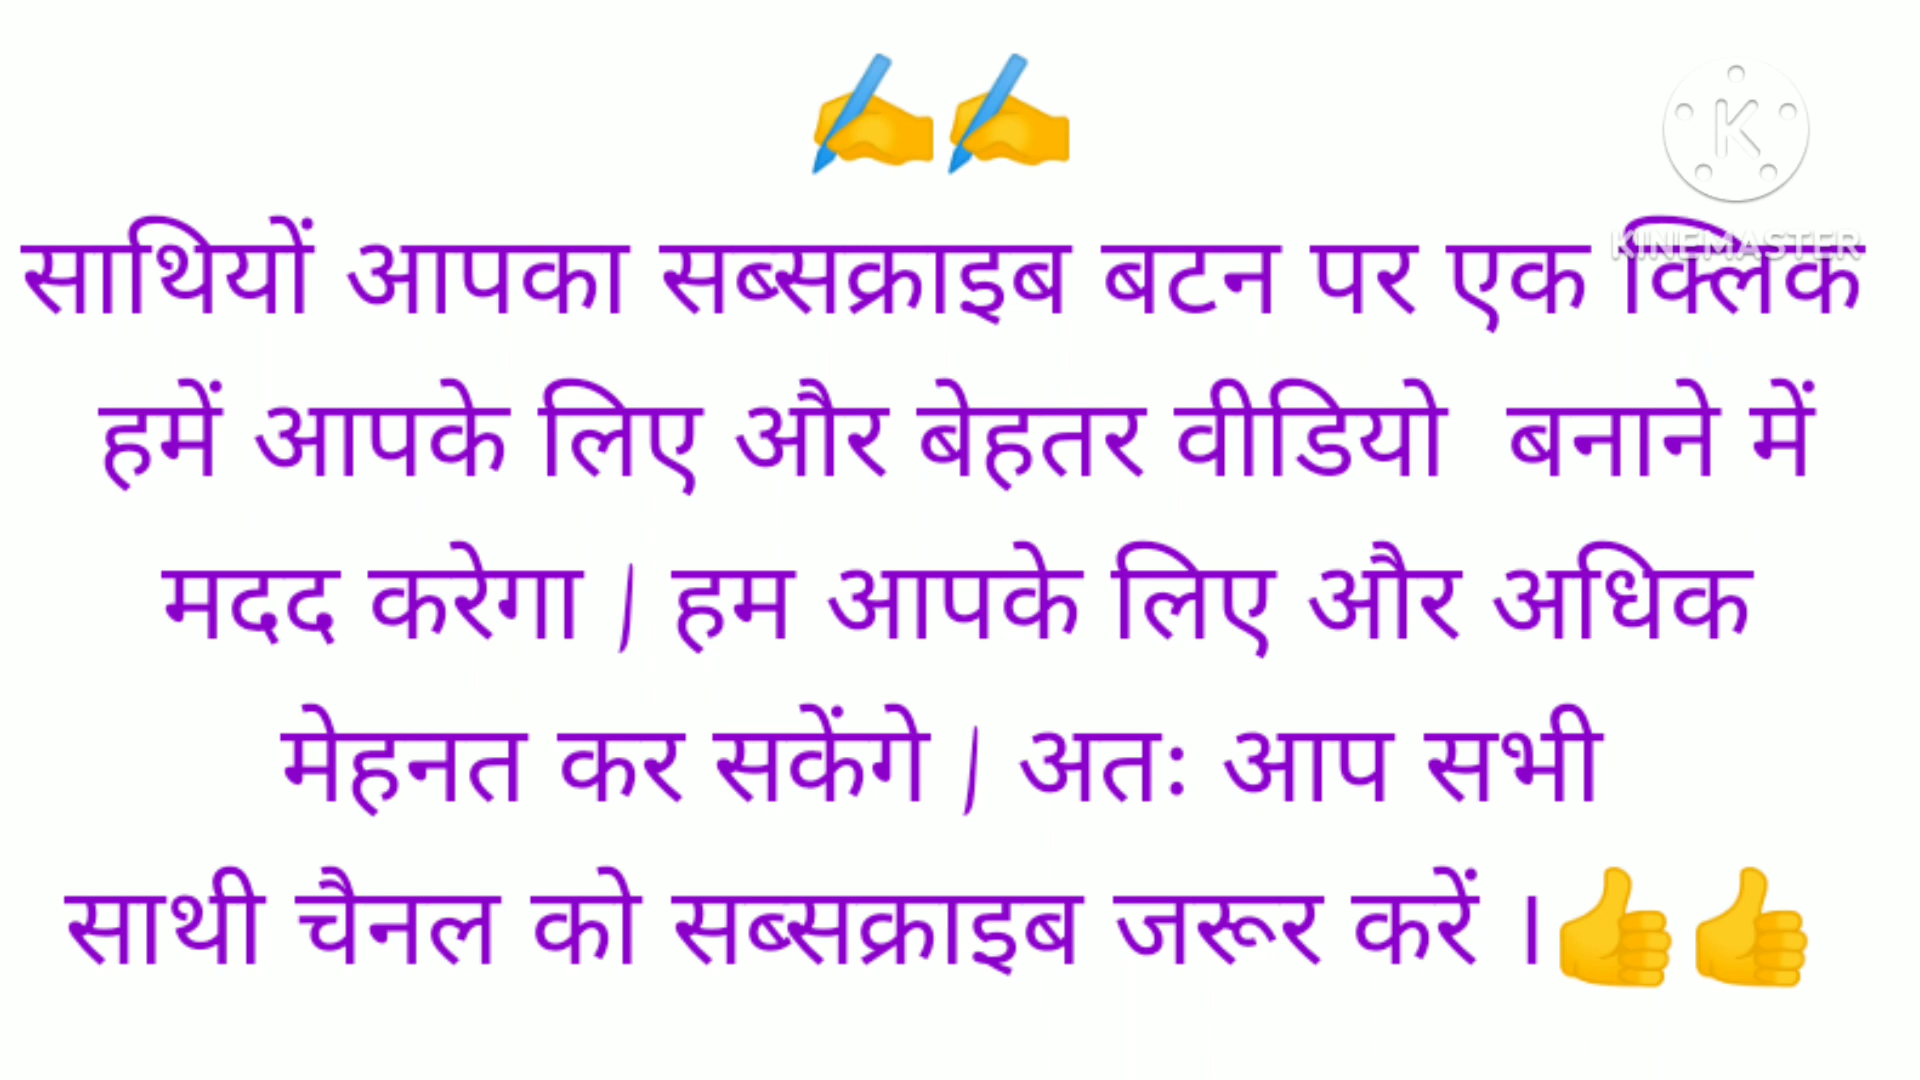 ✍✍
K
KINEMASTER
साथियों आपका सब्सक्राइब बटन पर एक क्लिक
हमें आपके लिए और बेहतर वीडियो बनाने में
मदद करेगा / हम आपके लिए और अधिक
मेहनत कर सकेंगे / अतः आप सभी
साथी चैनल को सब्सक्राइब जरूर करें ।👍👍